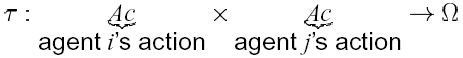 τ : Ac × Ac → Ω
agent i's action agent j's action